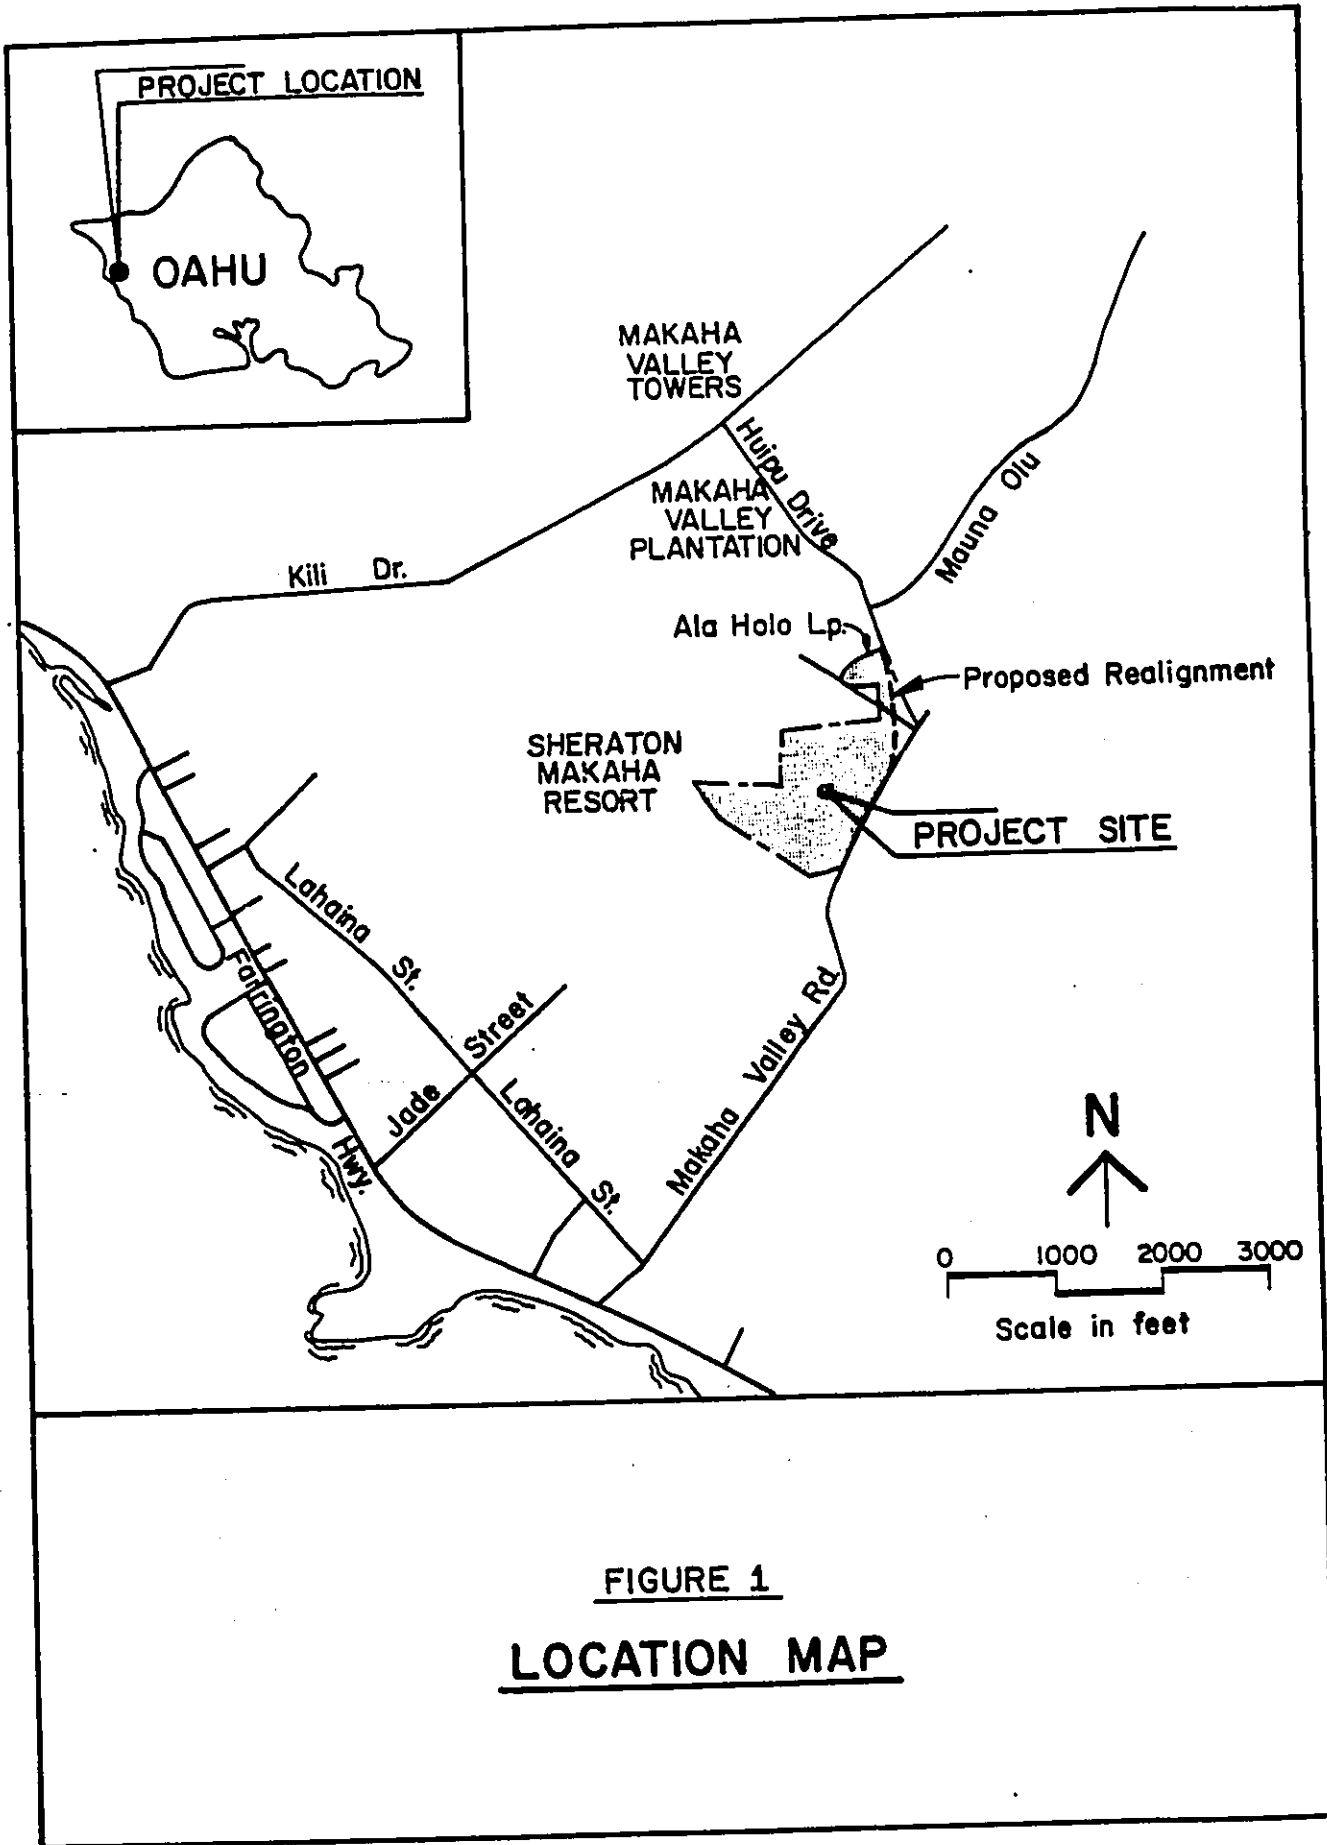 PROJECT LOCATION
OAHU
MAKAHA
VALLEY
TOWERS
Huipu Drive
MAKAHA
VALLEY
PLANTATION
Mauna Olu
Kili Dr.
Ala Holo Lp.
Proposed Realignment
SHERATON
MAKAHA
RESORT
PROJECT SITE
Lahaina St.
Farrington Hwy.
Jade Street
Lahaina St.
Makaha Valley Rd.
N
0 1000 2000 3000
Scale in feet
FIGURE 1
LOCATION MAP